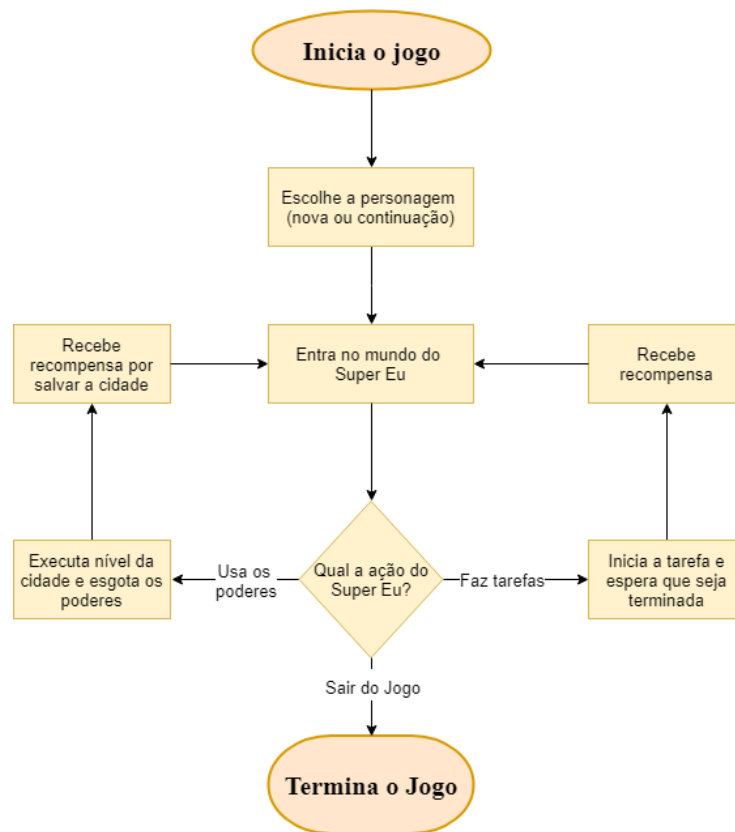 Inicia o jogo
Escolhe a personagem
(nova ou continuação)
Recebe
recompensa por
salvar a cidade
Entra no mundo do
Super Eu
Recebe
recompensa
Executa nível da
cidade e esgota os
poderes
Usa os
poderes
Qual a ação do
Super Eu?
Faz tarefas
Inicia a tarefa e
espera que seja
terminada
Sair do Jogo
Termina o Jogo